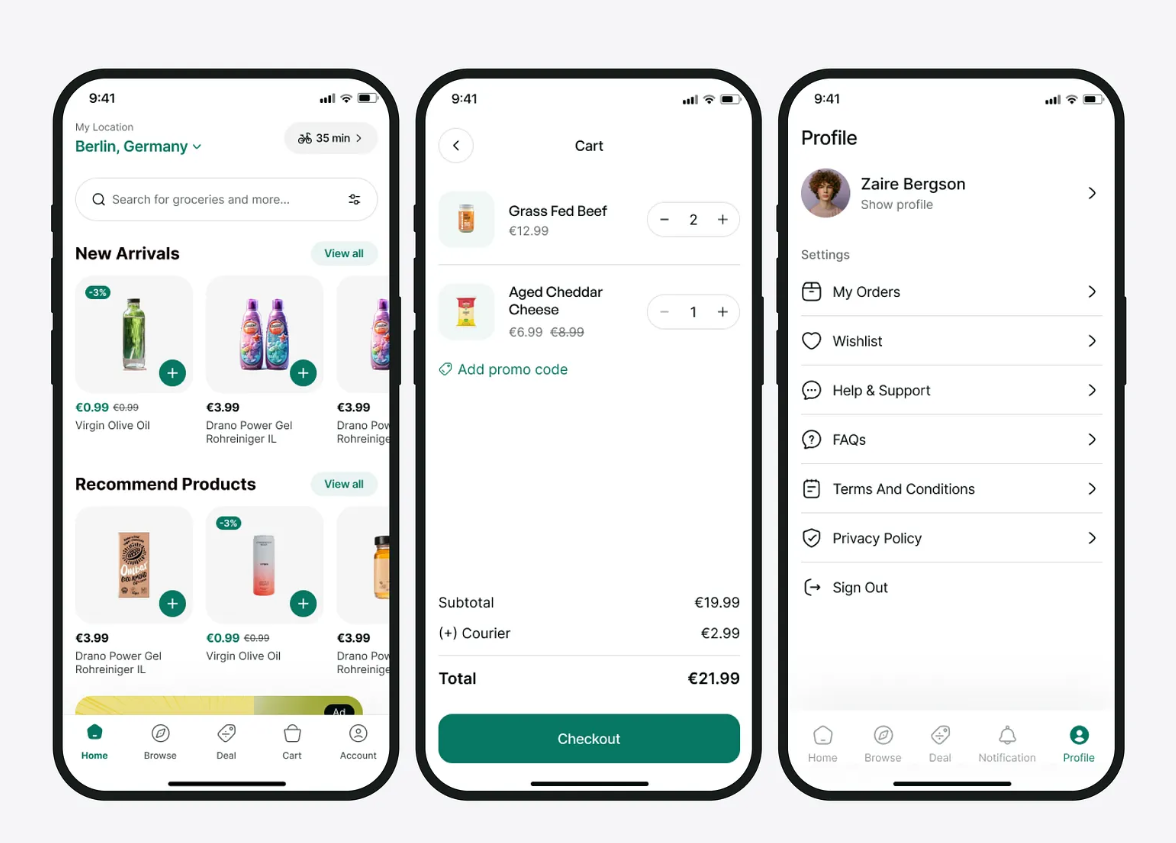 9:41
My Location
Berlin, Germany
35 min
Search for groceries and more...
New Arrivals
View all
-3%
€0.99 €0.99
Virgin Olive Oil
€3.99
Drano Power Gel
Rohreiniger IL
€3.99
Drano Pow
Rohreinige
Recommend Products
View all
-3%
€3.99
Drano Power Gel
Rohreiniger IL
€0.99 €0.99
Virgin Olive Oil
€3.99
Drano Pow
Rohreinige
Ad
Home
Browse
Deal
Cart
Account
9:41
Cart
Grass Fed Beef
€12.99
2
Aged Cheddar
Cheese
€6.99 €8.99
1
Add promo code
Subtotal €19.99
(+) Courier €2.99
Total €21.99
Checkout
9:41
Profile
Zaire Bergson
Show profile
Settings
My Orders
Wishlist
Help & Support
FAQs
Terms And Conditions
Privacy Policy
Sign Out
Home
Browse
Deal
Notification
Profile